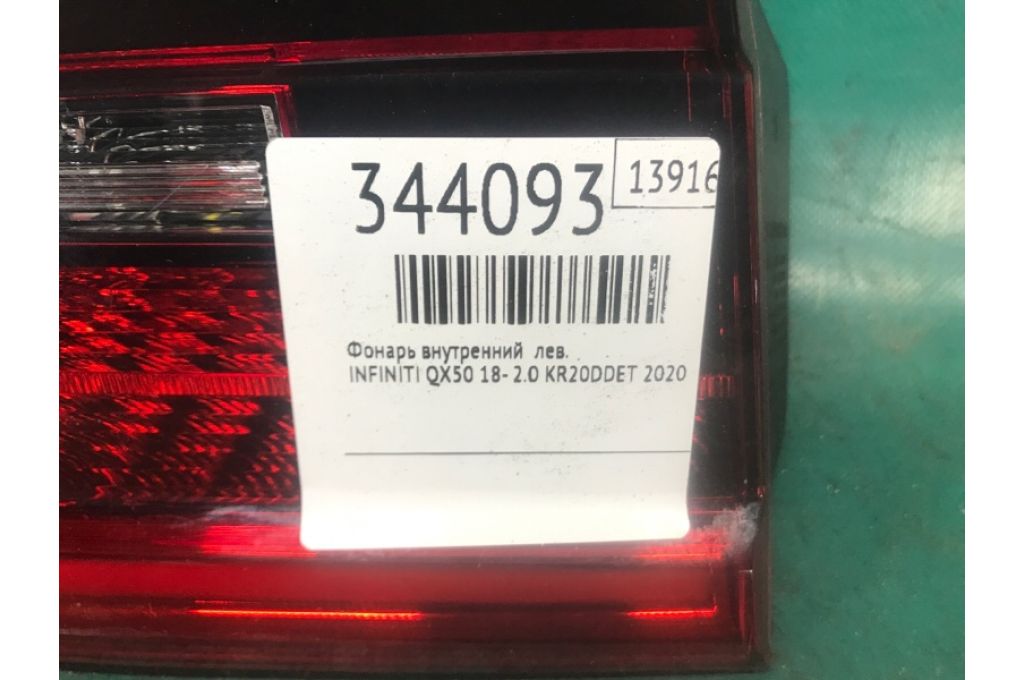 344093
13916
Фонарь внутренний лев.
INFINITI QX50 18- 2.0 KR20DDET 2020